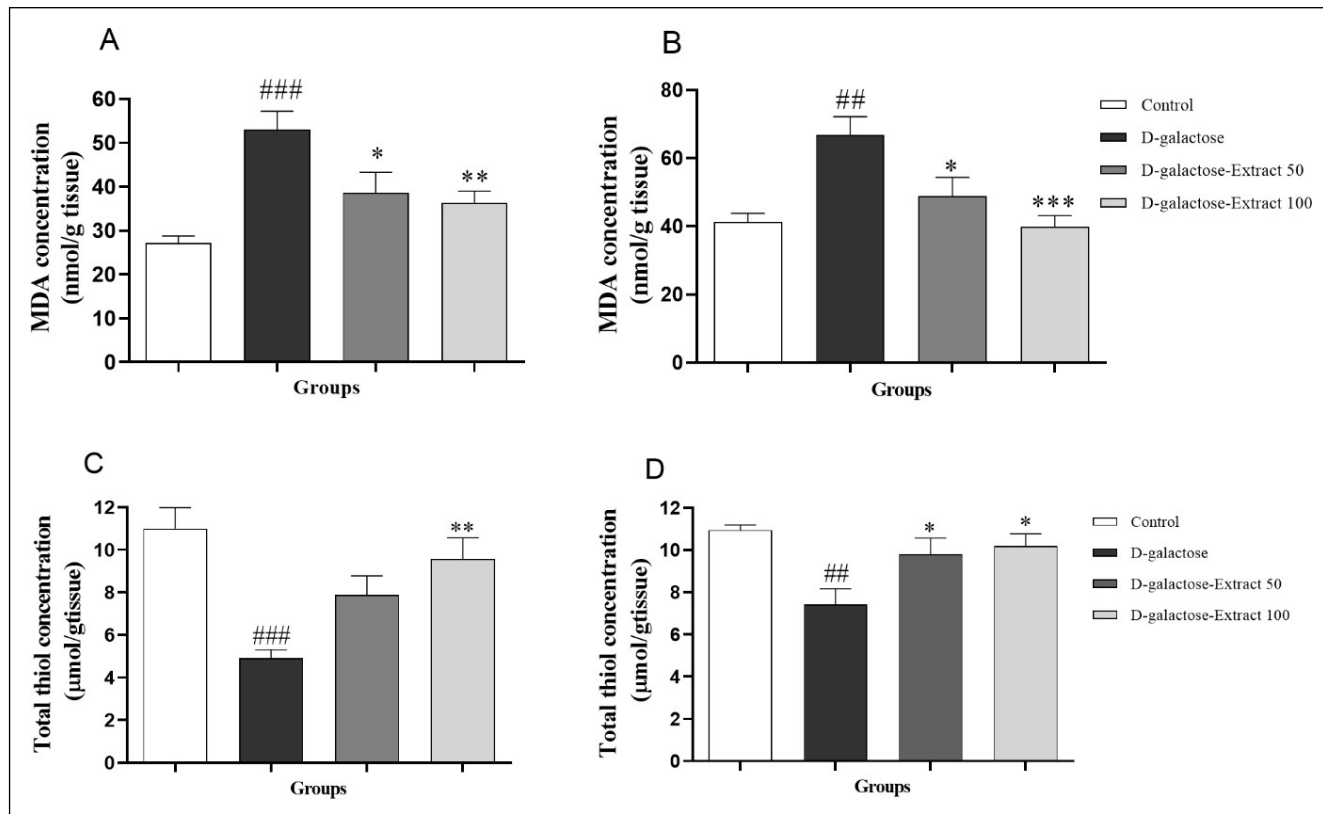 A
MDA concentration
(nmol/g tissue)
60
50
40
30
20
10
0
###
*
**
Groups
B
MDA concentration
(nmol/g tissue)
80
60
40
20
0
##
*
***
Groups
Control
D-galactose
D-galactose-Extract 50
D-galactose-Extract 100
C
Total thiol concentration
(μmol/gtissue)
12
10
8
6
4
2
0
###
**
Groups
D
Total thiol concentration
(μmol/gtissue)
12
10
8
6
4
2
0
##
*
*
Groups
Control
D-galactose
D-galactose-Extract 50
D-galactose-Extract 100